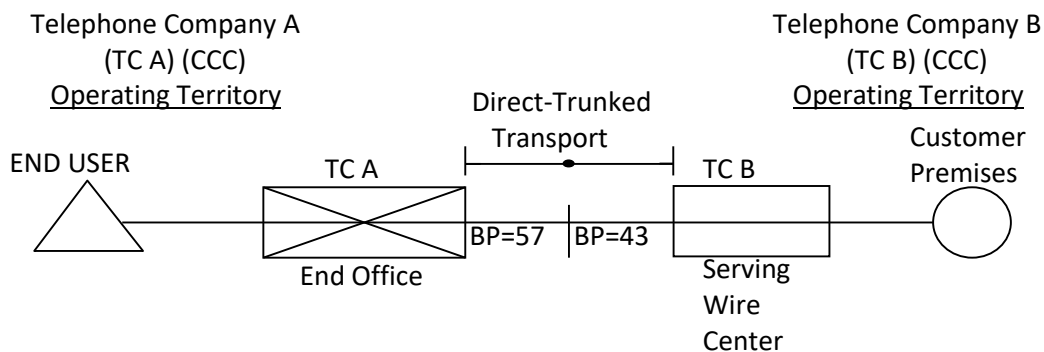 Telephone Company A
(TC A) (CCC)
Operating Territory
Telephone Company B
(TC B) (CCC)
Operating Territory
Direct-Trunked
Transport
END USER
TC A
TC B
Customer
Premises
BP=57
BP=43
End Office
Serving
Wire
Center